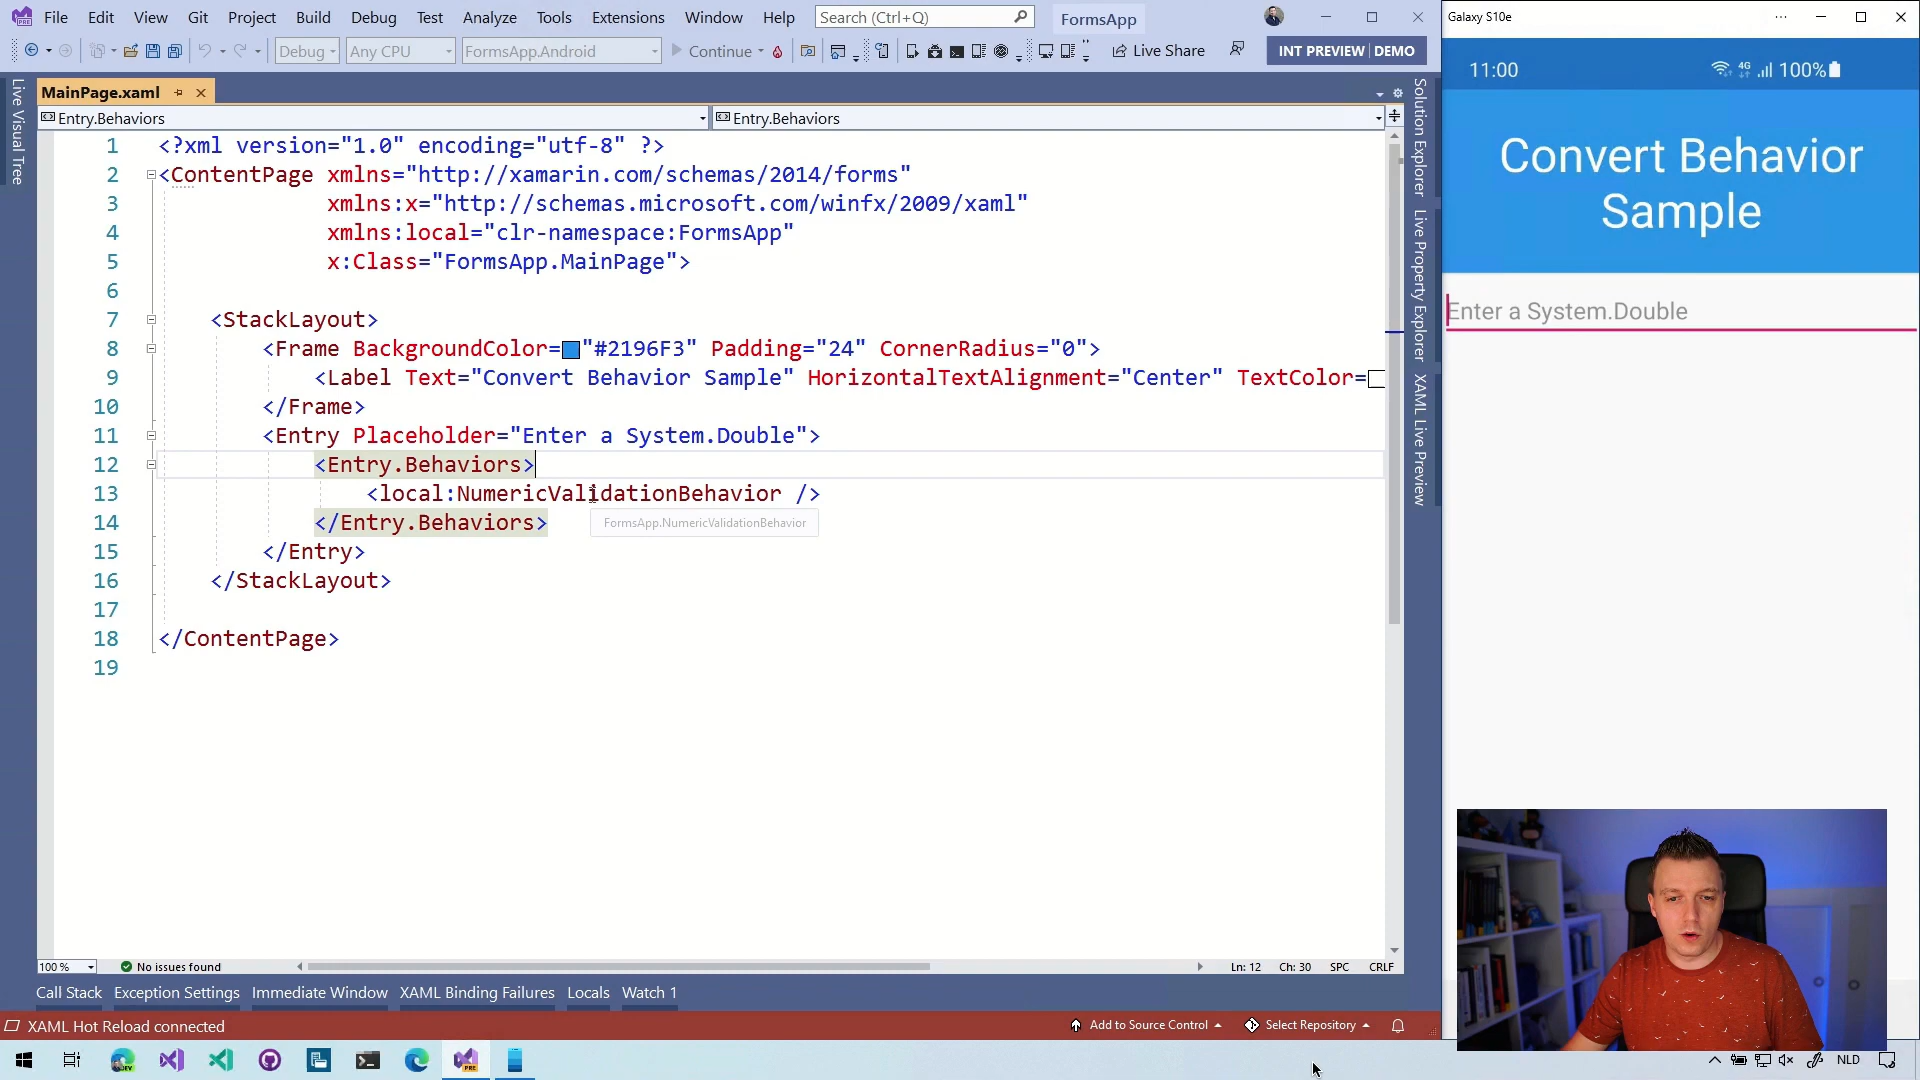 File Edit View Git Project Build Debug Test Analyze Tools Extensions Window Help Search (Ctrl+Q) FormsApp
Debug Any CPU FormsApp.Android Continue Live Share INT PREVIEW DEMO
MainPage.xaml
Entry.Behaviors Entry.Behaviors
1 <?xml version="1.0" encoding="utf-8" ?>
2 <ContentPage xmlns="http://xamarin.com/schemas/2014/forms"
3 xmlns:x="http://schemas.microsoft.com/winfx/2009/xaml"
4 xmlns:local="clr-namespace:FormsApp"
5 x:Class="FormsApp.MainPage">
6
7 <StackLayout>
8 <Frame BackgroundColor="#2196F3" Padding="24" CornerRadius="0">
9 <Label Text="Convert Behavior Sample" HorizontalTextAlignment="Center" TextColor=
10 </Frame>
11 <Entry Placeholder="Enter a System.Double">
12 <Entry.Behaviors>
13 <local:NumericValidationBehavior />
14 </Entry.Behaviors>
FormsApp.NumericValidationBehavior
15 </Entry>
16 </StackLayout>
17
18 </ContentPage>
19
100 % No issues found Ln: 12 Ch: 30 SPC CRLF
Call Stack Exception Settings Immediate Window XAML Binding Failures Locals Watch 1
XAML Hot Reload connected Add to Source Control Select Repository
Live Visual Tree
Solution Explorer
Live Property Explorer
XAML Live Preview
Galaxy S10e
11:00 4G 100%
Convert Behavior
Sample
Enter a System.Double
DEV PRE NLD